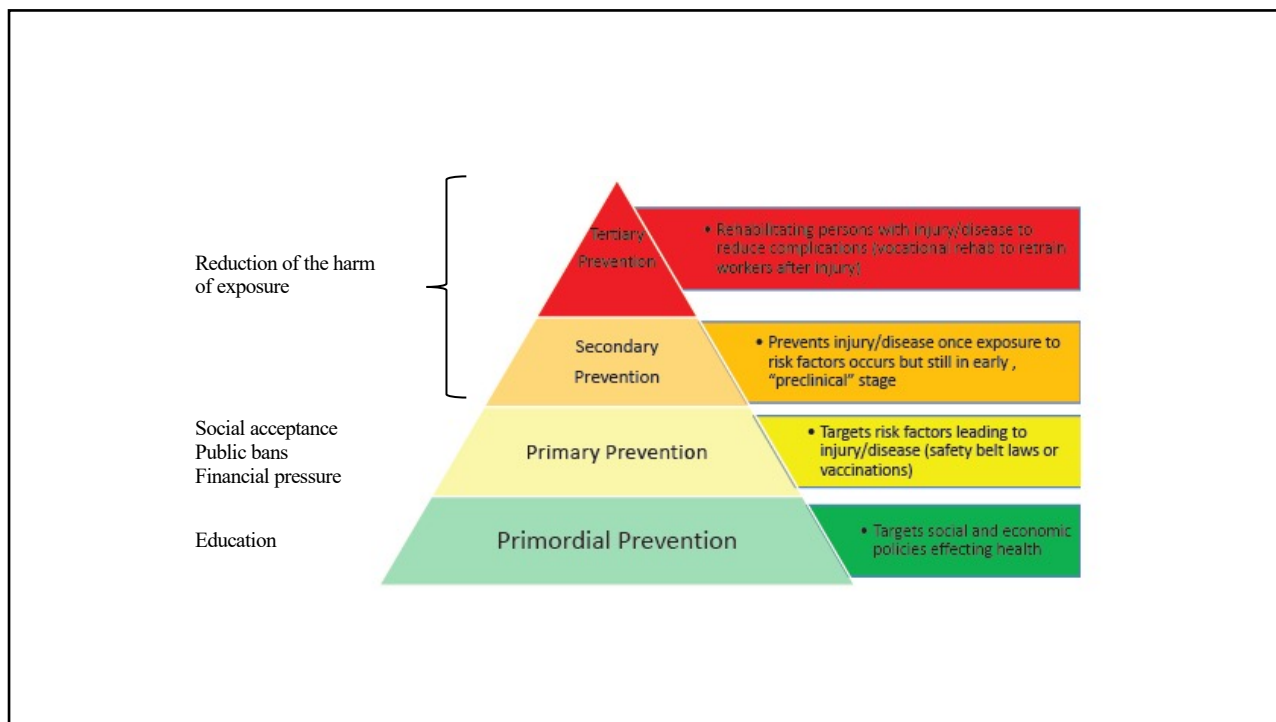 Reduction of the harm
of exposure
Tertiary
Prevention
• Rehabilitating persons with injury/disease to
reduce complications (vocational rehab to retrain
workers after injury)
Secondary
Prevention
• Prevents injury/disease once exposure to
risk factors occurs but still in early ,
“preclinical” stage
Social acceptance
Public bans
Financial pressure
Primary Prevention
• Targets risk factors leading to
injury/disease (safety belt laws or
vaccinations)
Education
Primordial Prevention
• Targets social and economic
policies effecting health